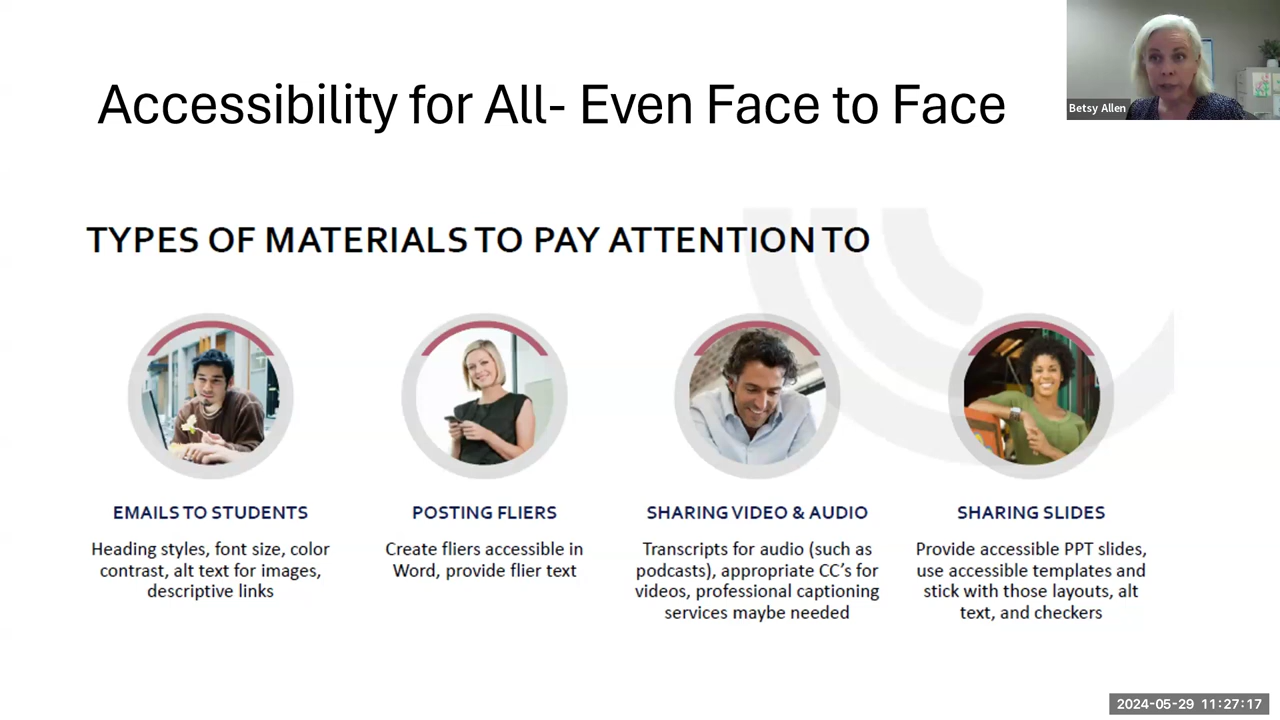 Accessibility for All- Even Face to Face
Betsy Allen
TYPES OF MATERIALS TO PAY ATTENTION TO
EMAILS TO STUDENTS
Heading styles, font size, color
contrast, alt text for images,
descriptive links
POSTING FLIERS
Create fliers accessible in
Word, provide flier text
SHARING VIDEO & AUDIO
Transcripts for audio (such as
podcasts), appropriate CC's for
videos, professional captioning
services maybe needed
SHARING SLIDES
Provide accessible PPT slides,
use accessible templates and
stick with those layouts, alt
text, and checkers
2024-05-29 11:27:17